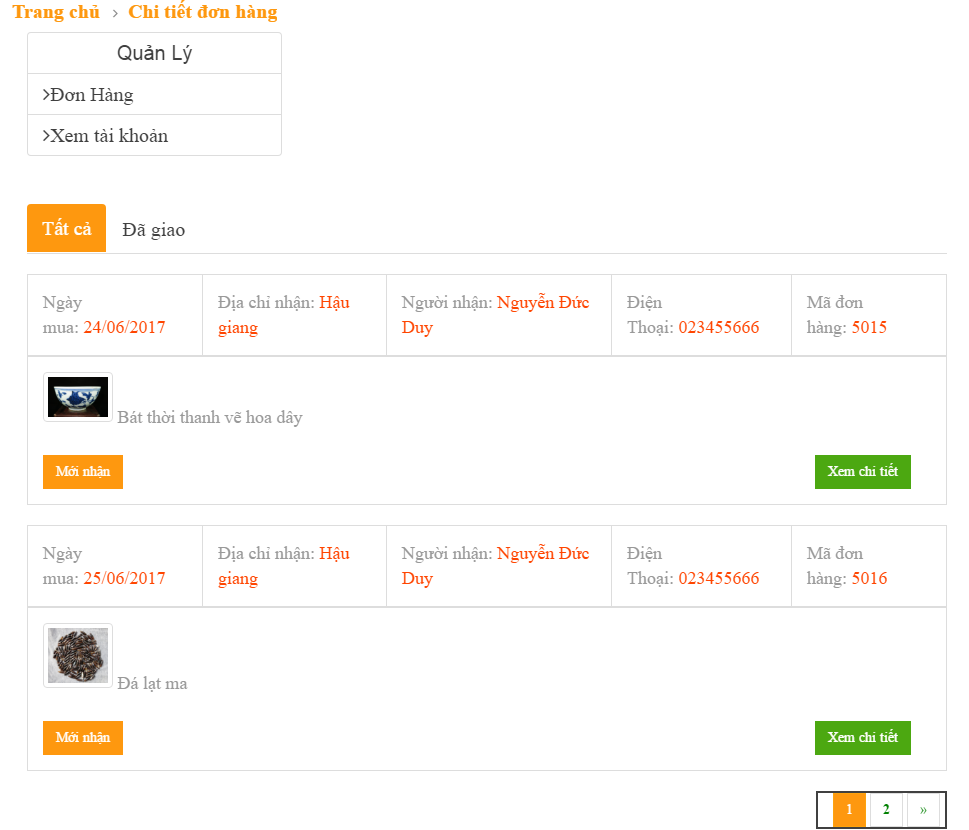 Trang chủ › Chi tiết đơn hàng
Quản Lý
>Đơn Hàng
>Xem tài khoản
Tất cả Đã giao
Ngày
mua: 24/06/2017
Địa chỉ nhận: Hậu
giang
Người nhận: Nguyễn Đức
Duy
Điện
Thoại: 023455666
Mã đơn
hàng: 5015
Bát thời thanh vẽ hoa dây
Mới nhận Xem chi tiết
Ngày
mua: 25/06/2017
Địa chỉ nhận: Hậu
giang
Người nhận: Nguyễn Đức
Duy
Điện
Thoại: 023455666
Mã đơn
hàng: 5016
Đá lạt ma
Mới nhận Xem chi tiết
1 2 »